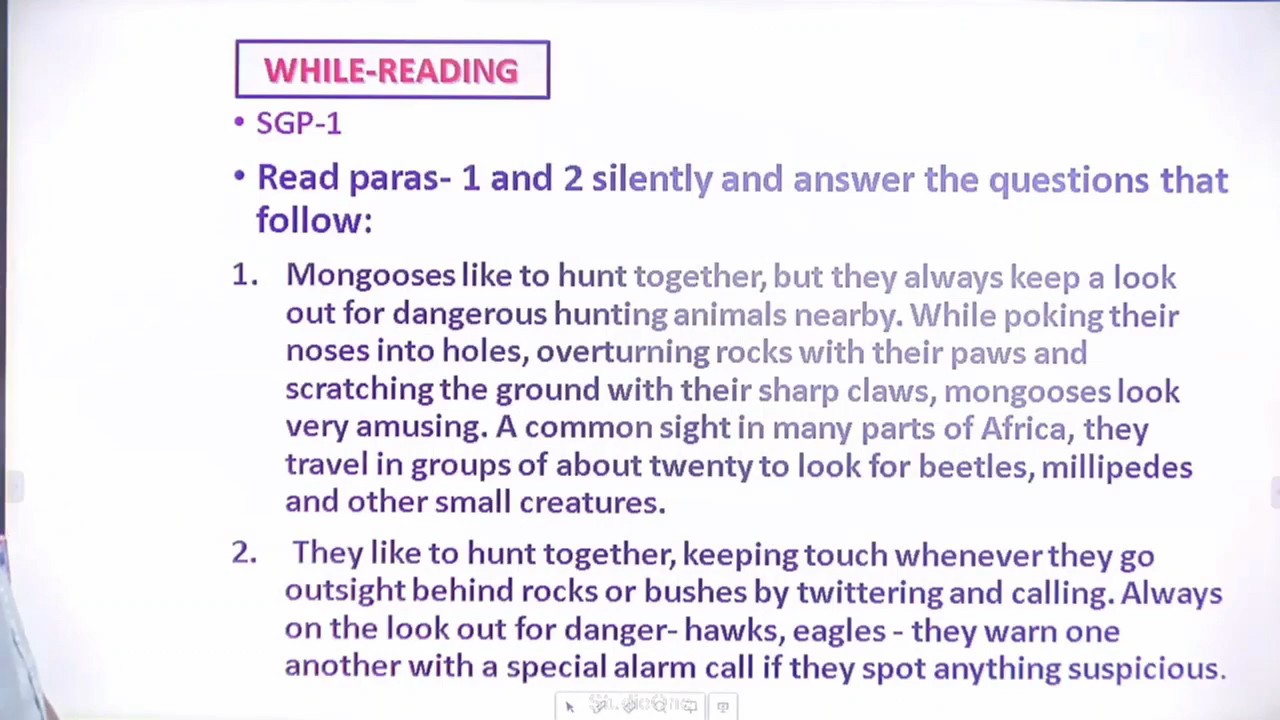 WHILE-READING
• SGP-1
• Read paras- 1 and 2 silently and answer the questions that
follow:
1. Mongooses like to hunt together, but they always keep a look
out for dangerous hunting animals nearby. While poking their
noses into holes, overturning rocks with their paws and
scratching the ground with their sharp claws, mongooses look
very amusing. A common sight in many parts of Africa, they
travel in groups of about twenty to look for beetles, millipedes
and other small creatures.
2. They like to hunt together, keeping touch whenever they go
outsight behind rocks or bushes by twittering and calling. Always
on the look out for danger- hawks, eagles - they warn one
another with a special alarm call if they spot anything suspicious.